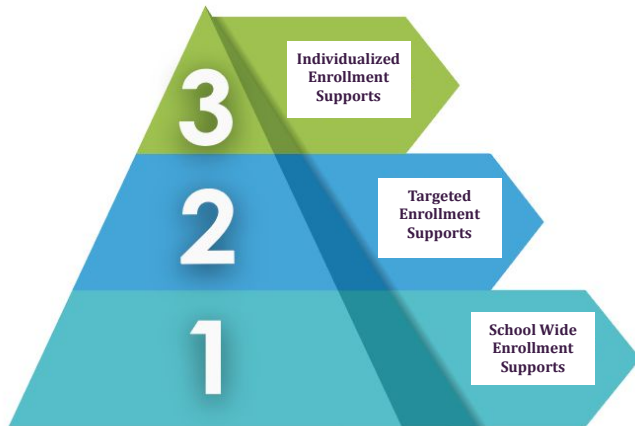 3
Individualized
Enrollment
Supports
2
Targeted
Enrollment
Supports
1
School Wide
Enrollment
Supports